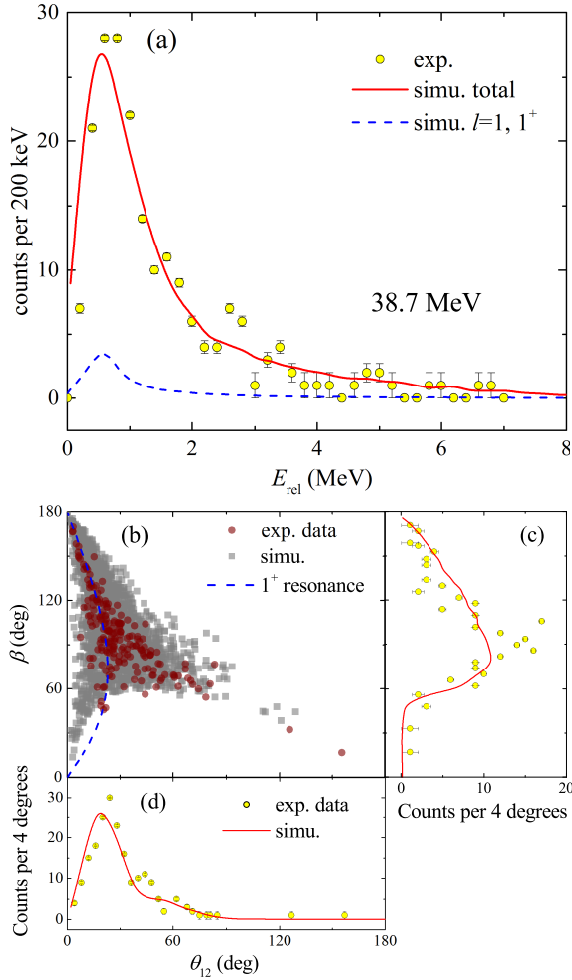 (a)
exp.
simu. total
simu. l=1, 1⁺
38.7 MeV
counts per 200 keV
30
20
10
0
0 2 4 6 8
E_rel (MeV)
(b)
exp. data
simu.
1⁺ resonance
β (deg)
180
120
60
0
(c)
0 10 20
Counts per 4 degrees
(d)
exp. data
simu.
Counts per 4 degrees
30
20
10
0
0 60 120 180
θ₁₂ (deg)